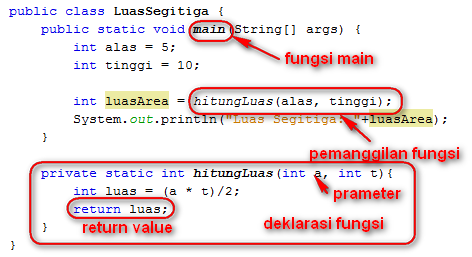 public class LuasSegitiga {
public static void main(String[] args) {
int alas = 5;
fungsi main
int tinggi = 10;
int luasArea = hitungLuas(alas, tinggi);
System.out.println("Luas Segitiga: "+luasArea);
}
pemanggilan fungsi
private static int hitungLuas(int a, int t){
int luas = (a * t)/2;
prameter
return luas;
return value
deklarasi fungsi
}
}